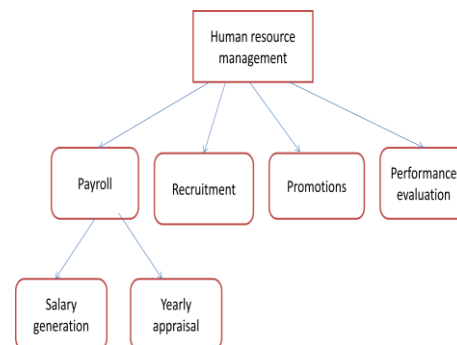 Human resource
management
Payroll
Recruitment
Promotions
Performance
evaluation
Salary
generation
Yearly
appraisal